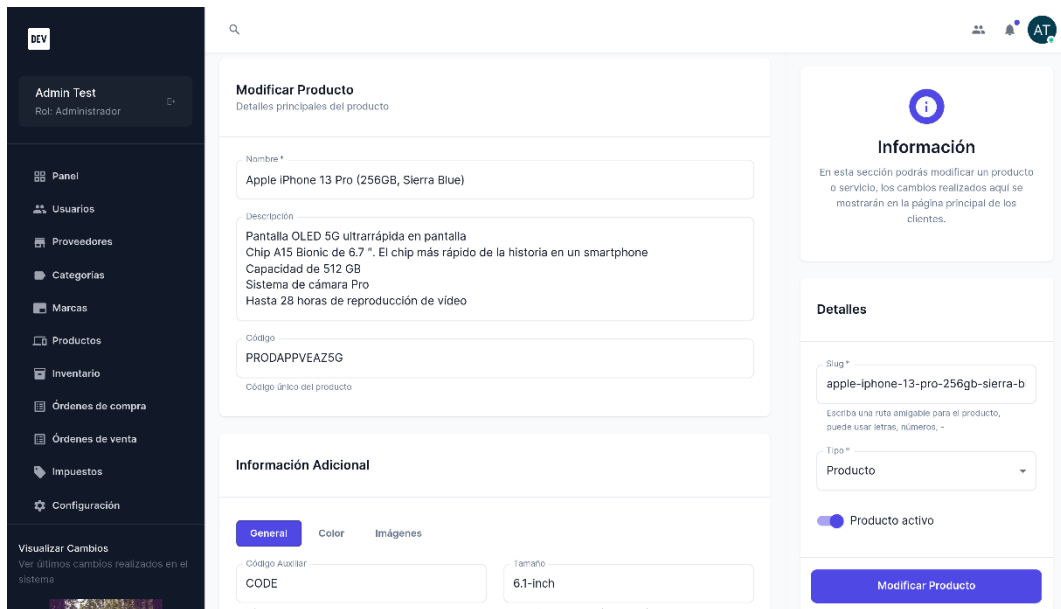 DEV
AT
Admin Test
Rol: Administrador
Panel
Usuarios
Proveedores
Categorías
Marcas
Productos
Inventario
Órdenes de compra
Órdenes de venta
Impuestos
Configuración
Visualizar Cambios
Ver últimos cambios realizados en el
sistema
Modificar Producto
Detalles principales del producto
Nombre *
Apple iPhone 13 Pro (256GB, Sierra Blue)
Descripción
Pantalla OLED 5G ultrarrápida en pantalla
Chip A15 Bionic de 6.7 ". El chip más rápido de la historia en un smartphone
Capacidad de 512 GB
Sistema de cámara Pro
Hasta 28 horas de reproducción de vídeo
Código
PRODAPPVEAZ5G
Código único del producto
Información Adicional
General Color Imágenes
Código Auxiliar
CODE
Tamaño
6.1-inch
Información
En esta sección podrás modificar un producto
o servicio, los cambios realizados aquí se
mostrarán en la página principal de los
clientes.
Detalles
Slug *
apple-iphone-13-pro-256gb-sierra-b
Escriba una ruta amigable para el producto,
puede usar letras, números, -
Tipo *
Producto
Producto activo
Modificar Producto